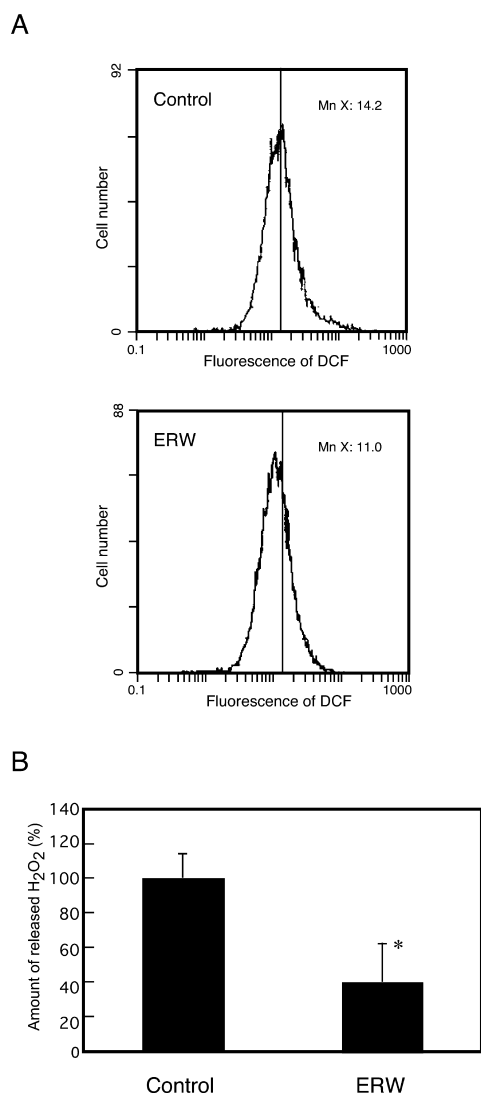 A
92
Control
Mn X: 14.2
Cell number
0
0.1
1000
Fluorescence of DCF
88
ERW
Mn X: 11.0
Cell number
0
0.1
1000
Fluorescence of DCF
B
140
120
100
80
60
40
20
0
Amount of released H2O2 (%)
*
Control
ERW